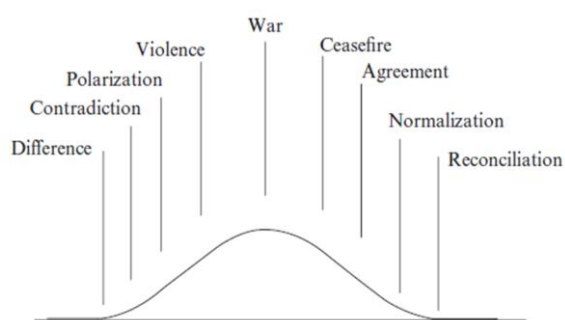 War
Violence
Ceasefire
Polarization
Agreement
Contradiction
Normalization
Difference
Reconciliation